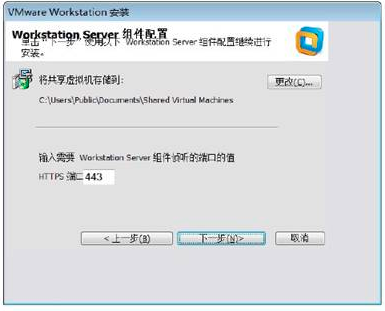 VMware Workstation 安装
Workstation Server 组件配置
单击“下一步”使用以下 Workstation Server 组件配置继续进行
安装。
将共享虚拟机存储到:
更改(C)...
C:\Users\Public\Documents\Shared Virtual Machines
输入需要 Workstation Server 组件侦听的端口的值
HTTPS 端口 443
<上一步(B)
下一步(N)>
取消